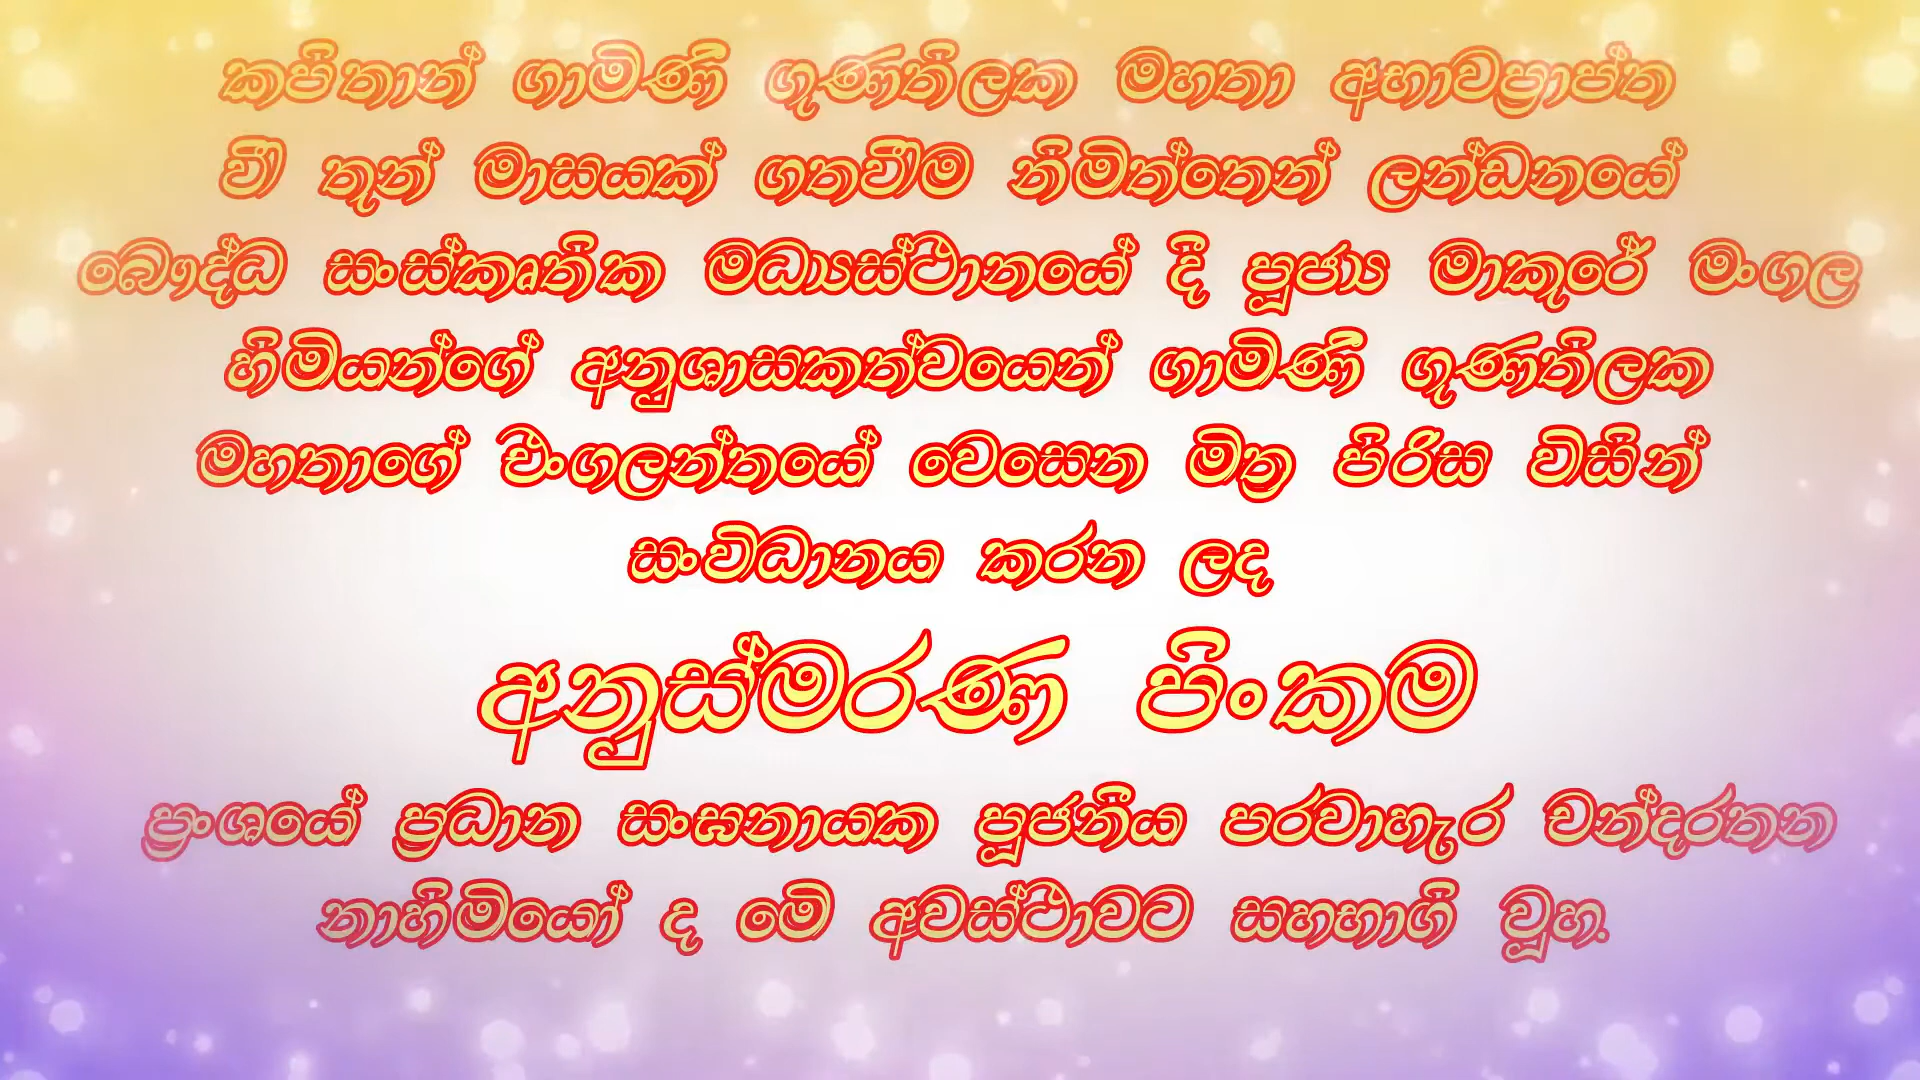 කපිතාන් ගාමිණී ගුණතිලක මහතා අභාවප්‍රාප්ත
වී තුන් මාසයක් ගතවීම නිමිත්තෙන් ලන්ඩනයේ
බෞද්ධ සංස්කෘතික මධ්‍යස්ථානයේ දී පූජ්‍ය මාකුරේ මංගල
හිමියන්ගේ අනුශාසකත්වයෙන් ගාමිණී ගුණතිලක
මහතාගේ එංගලන්තයේ වෙසෙන මිත්‍ර පිරිස විසින්
සංවිධානය කරන ලද
අනුස්මරණ පිංකම
ප්‍රංශයේ ප්‍රධාන සංඝනායක පූජනීය පරවාහැර චන්දරතන
නාහිමියෝ ද මේ අවස්ථාවට සහභාගී වූහ.